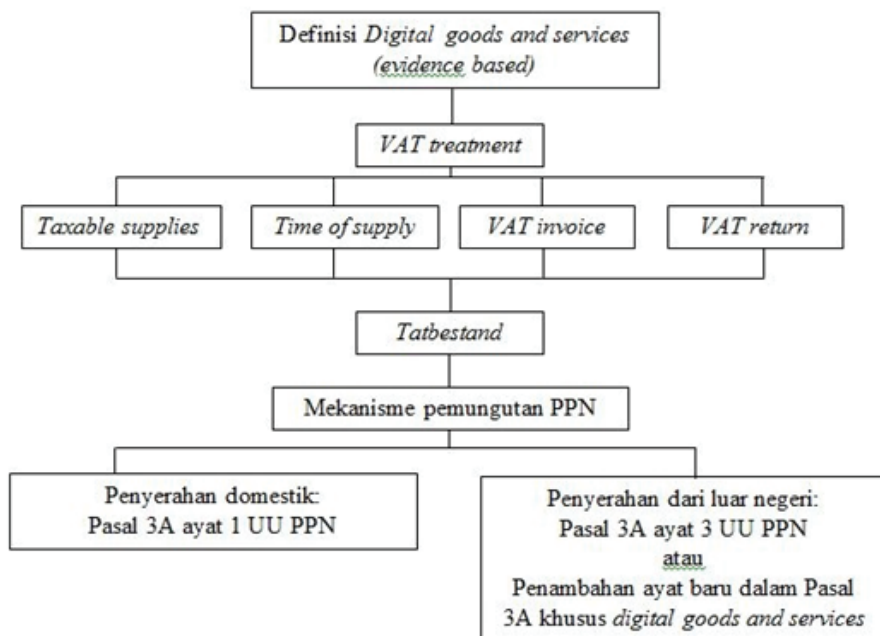 Definisi Digital goods and services
(evidence based)
VAT treatment
Taxable supplies
Time of supply
VAT invoice
VAT return
Tatbestand
Mekanisme pemungutan PPN
Penyerahan domestik:
Pasal 3A ayat 1 UU PPN
Penyerahan dari luar negeri:
Pasal 3A ayat 3 UU PPN
atau
Penambahan ayat baru dalam Pasal
3A khusus digital goods and services